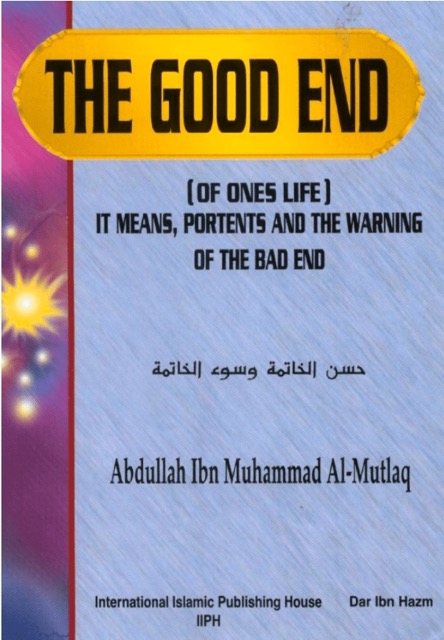 THE GOOD END
(OF ONES LIFE)
IT MEANS, PORTENTS AND THE WARNING
OF THE BAD END
حسن الخاتمة وسوء الخاتمة
Abdullah Ibn Muhammad Al-Mutlaq
International Islamic Publishing House Dar Ibn Hazm
IIPH